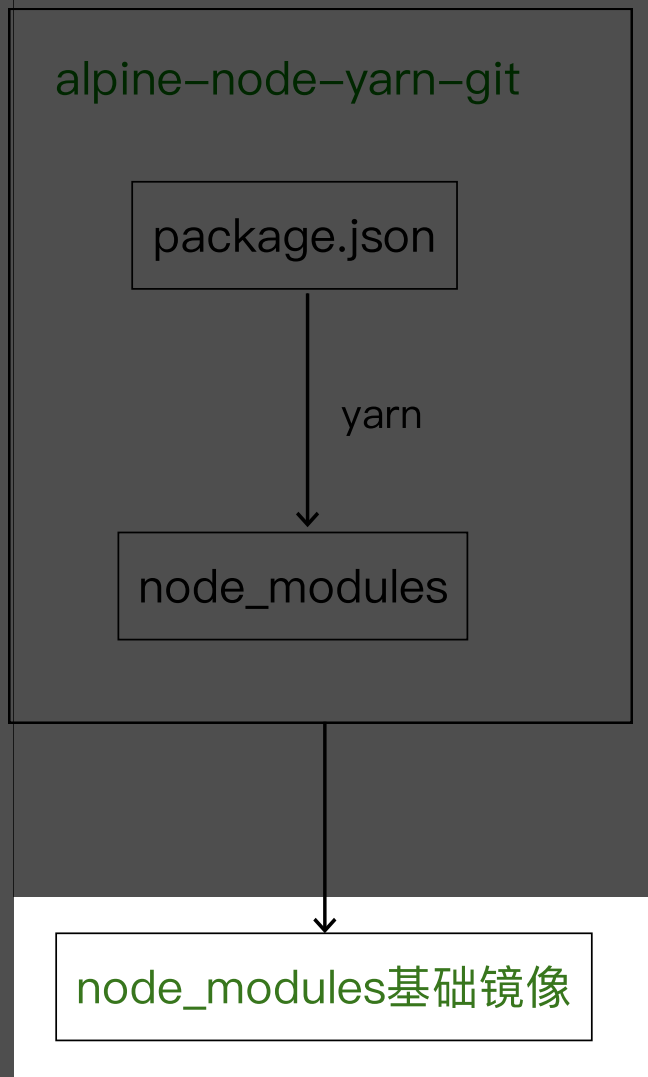 alpine-node-yarn-git
package.json
yarn
node_modules
node_modules基础镜像